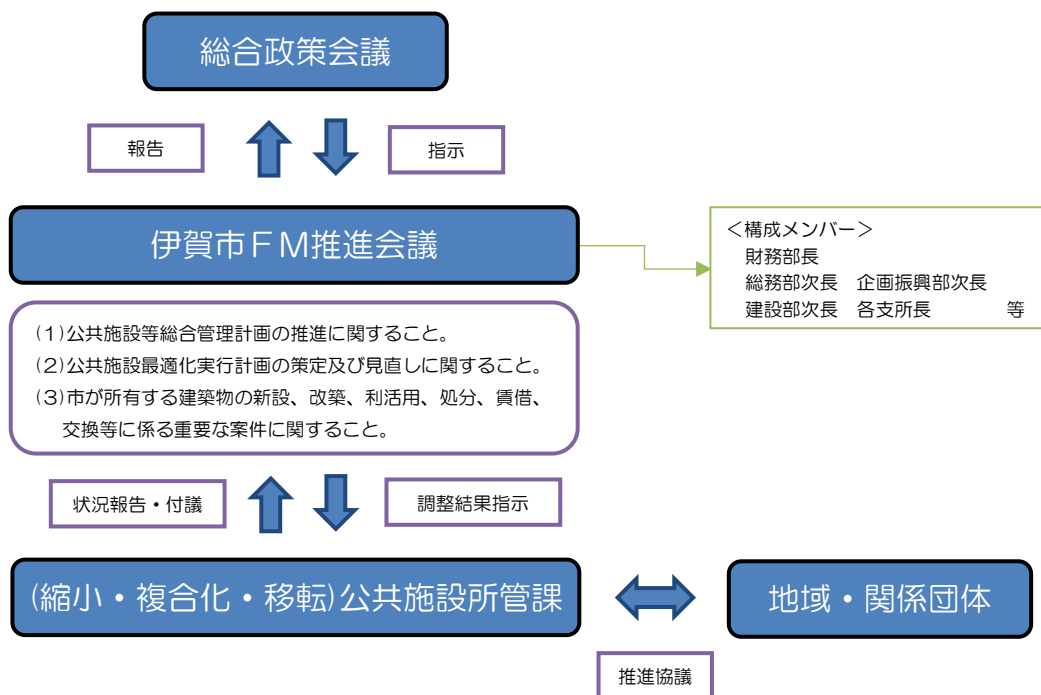 総合政策会議
報告
指示
伊賀市ＦＭ推進会議
＜構成メンバー＞
財務部長
総務部次長　企画振興部次長
建設部次長　各支所長　　　　等
(１)公共施設等総合管理計画の推進に関すること。
(２)公共施設最適化実行計画の策定及び見直しに関すること。
(３)市が所有する建築物の新設、改築、利活用、処分、賃借、
交換等に係る重要な案件に関すること。
状況報告・付議
調整結果指示
(縮小・複合化・移転)公共施設所管課
地域・関係団体
推進協議